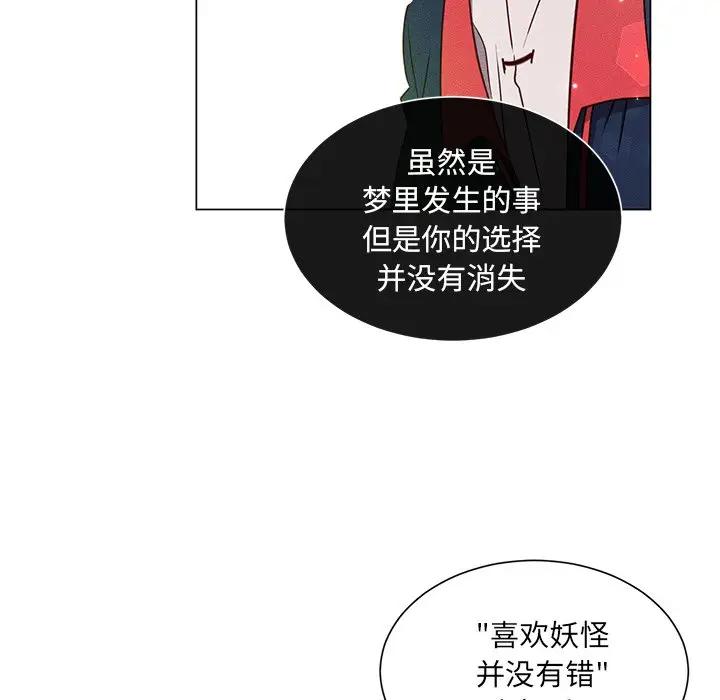 虽然是
梦里发生的事
但是你的选择
并没有消失
"喜欢妖怪
并没有错"